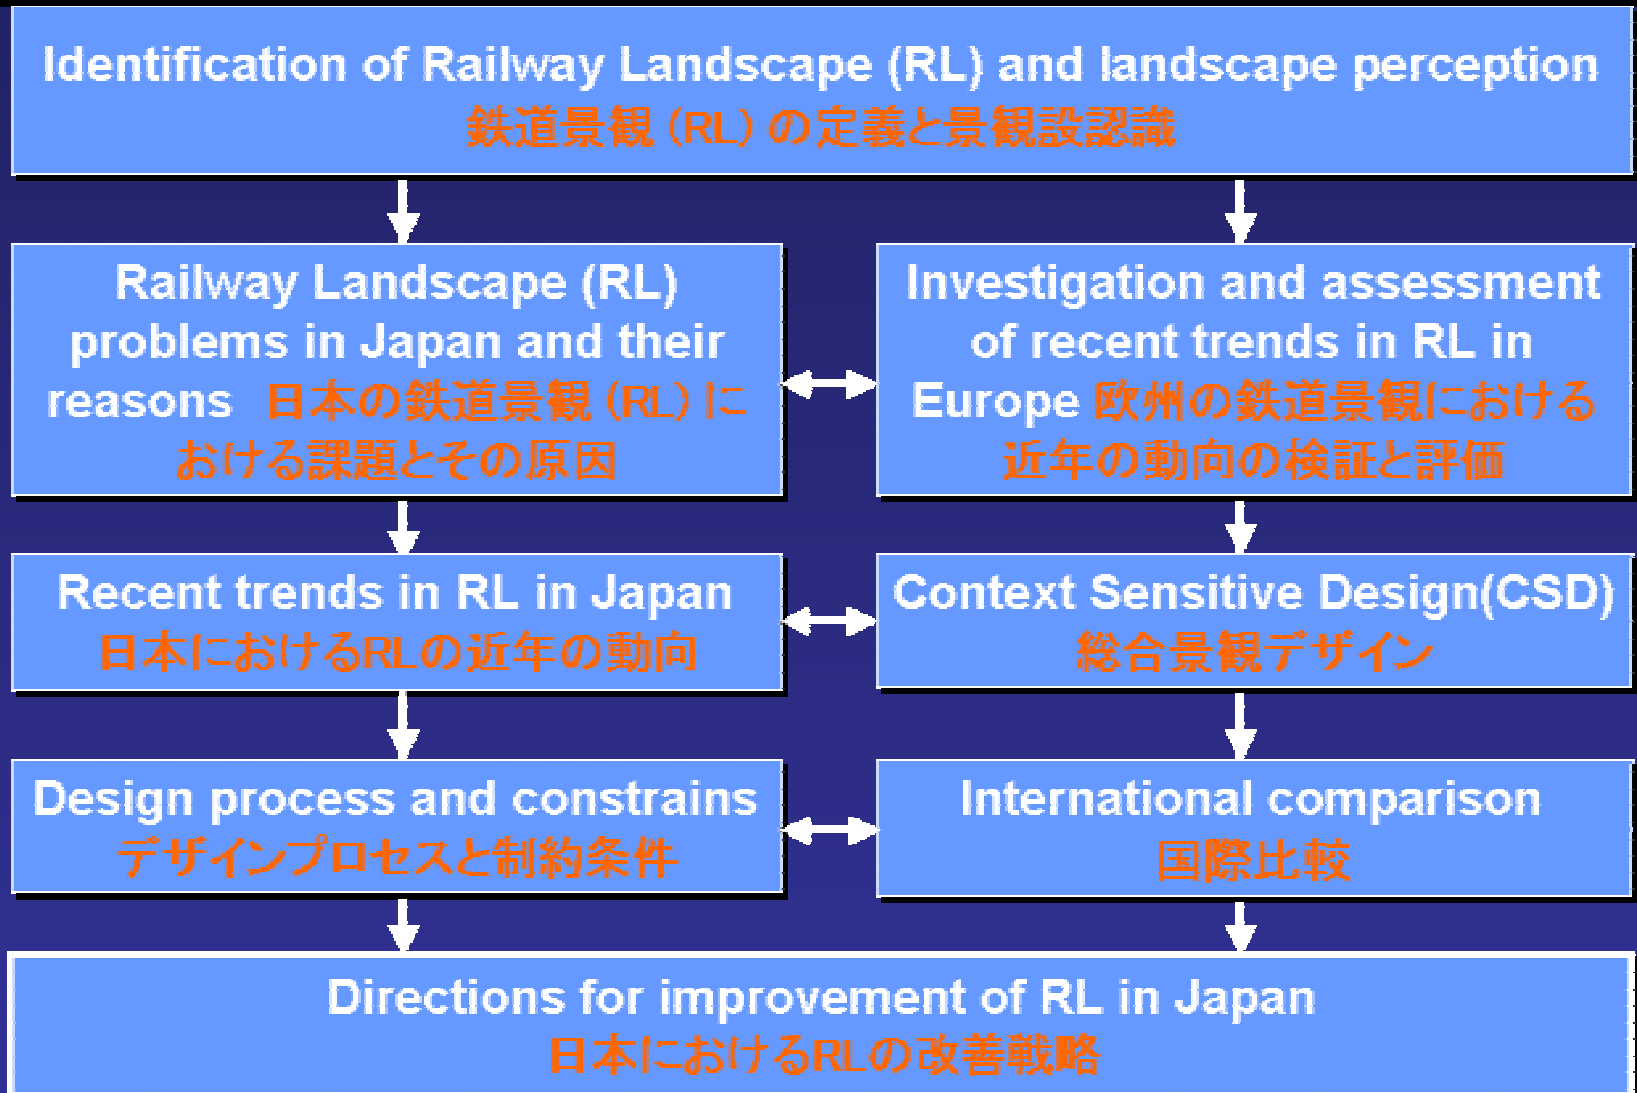 Identification of Railway Landscape (RL) and landscape perception
鉄道景観 (RL) の定義と景観設認識
Railway Landscape (RL)
problems in Japan and their
reasons 日本の鉄道景観 (RL) に
おける課題とその原因
Investigation and assessment
of recent trends in RL in
Europe 欧州の鉄道景観における
近年の動向の検証と評価
Recent trends in RL in Japan
日本におけるRLの近年の動向
Context Sensitive Design(CSD)
総合景観デザイン
Design process and constrains
デザインプロセスと制約条件
International comparison
国際比較
Directions for improvement of RL in Japan
日本におけるRLの改善戦略